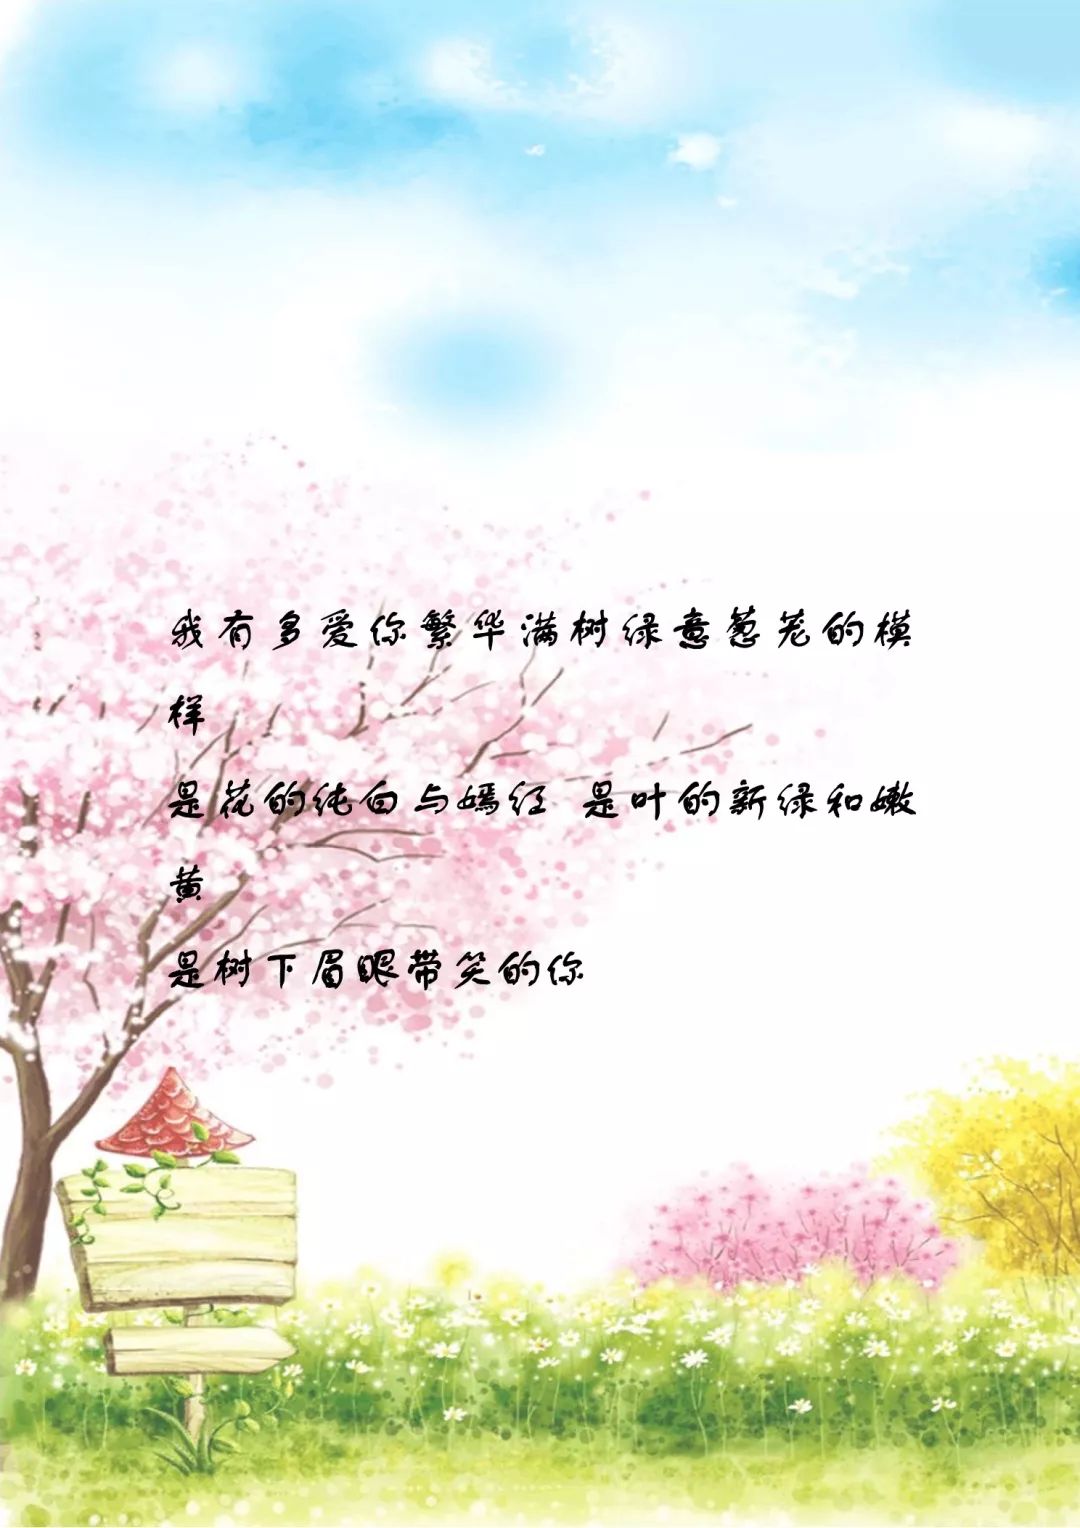 我有多爱你繁华满树绿意葱茏的模
样
是花的纯白与嫣红 是叶的新绿和嫩
黄
是树下眉眼带笑的你